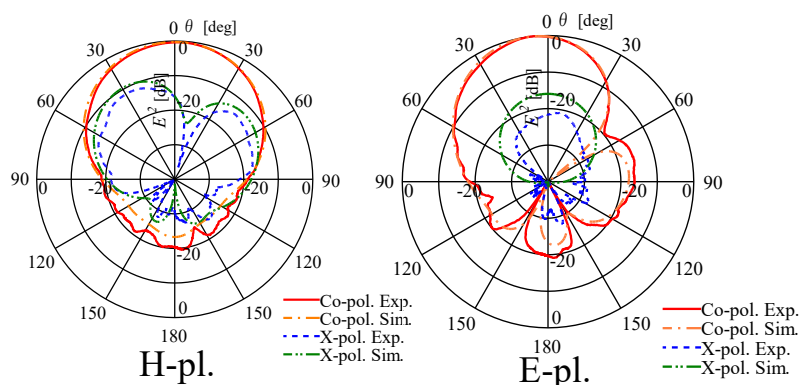 0 θ [deg]
30
30
60
60
90
90
120
120
150
150
180
0
-20
-20
0
0
-20
-20
0
E² [dB]
Co-pol. Exp.
Co-pol. Sim.
X-pol. Exp.
X-pol. Sim.
H-pl.
0 θ [deg]
30
30
60
60
90
90
120
120
150
150
180
0
-20
-20
0
0
-20
-20
0
E² [dB]
Co-pol. Exp.
Co-pol. Sim.
X-pol. Exp.
X-pol. Sim.
E-pl.